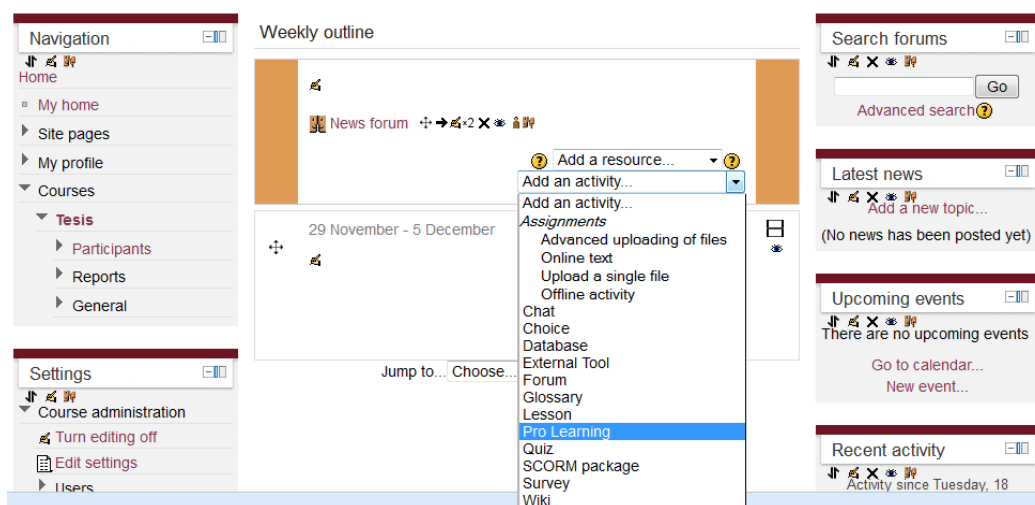 Navigation
Home
My home
Site pages
My profile
Courses
Tesis
Participants
Reports
General
Settings
Course administration
Turn editing off
Edit settings
Users
Weekly outline
News forum
×2
Add a resource...
Add an activity...
Add an activity...
Assignments
Advanced uploading of files
Online text
Upload a single file
Offline activity
Chat
Choice
Database
External Tool
Forum
Glossary
Lesson
Pro Learning
Quiz
SCORM package
Survey
Wiki
29 November - 5 December
Jump to... Choose...
Search forums
Go
Advanced search
Latest news
Add a new topic...
(No news has been posted yet)
Upcoming events
There are no upcoming events
Go to calendar...
New event...
Recent activity
Activity since Tuesday, 18